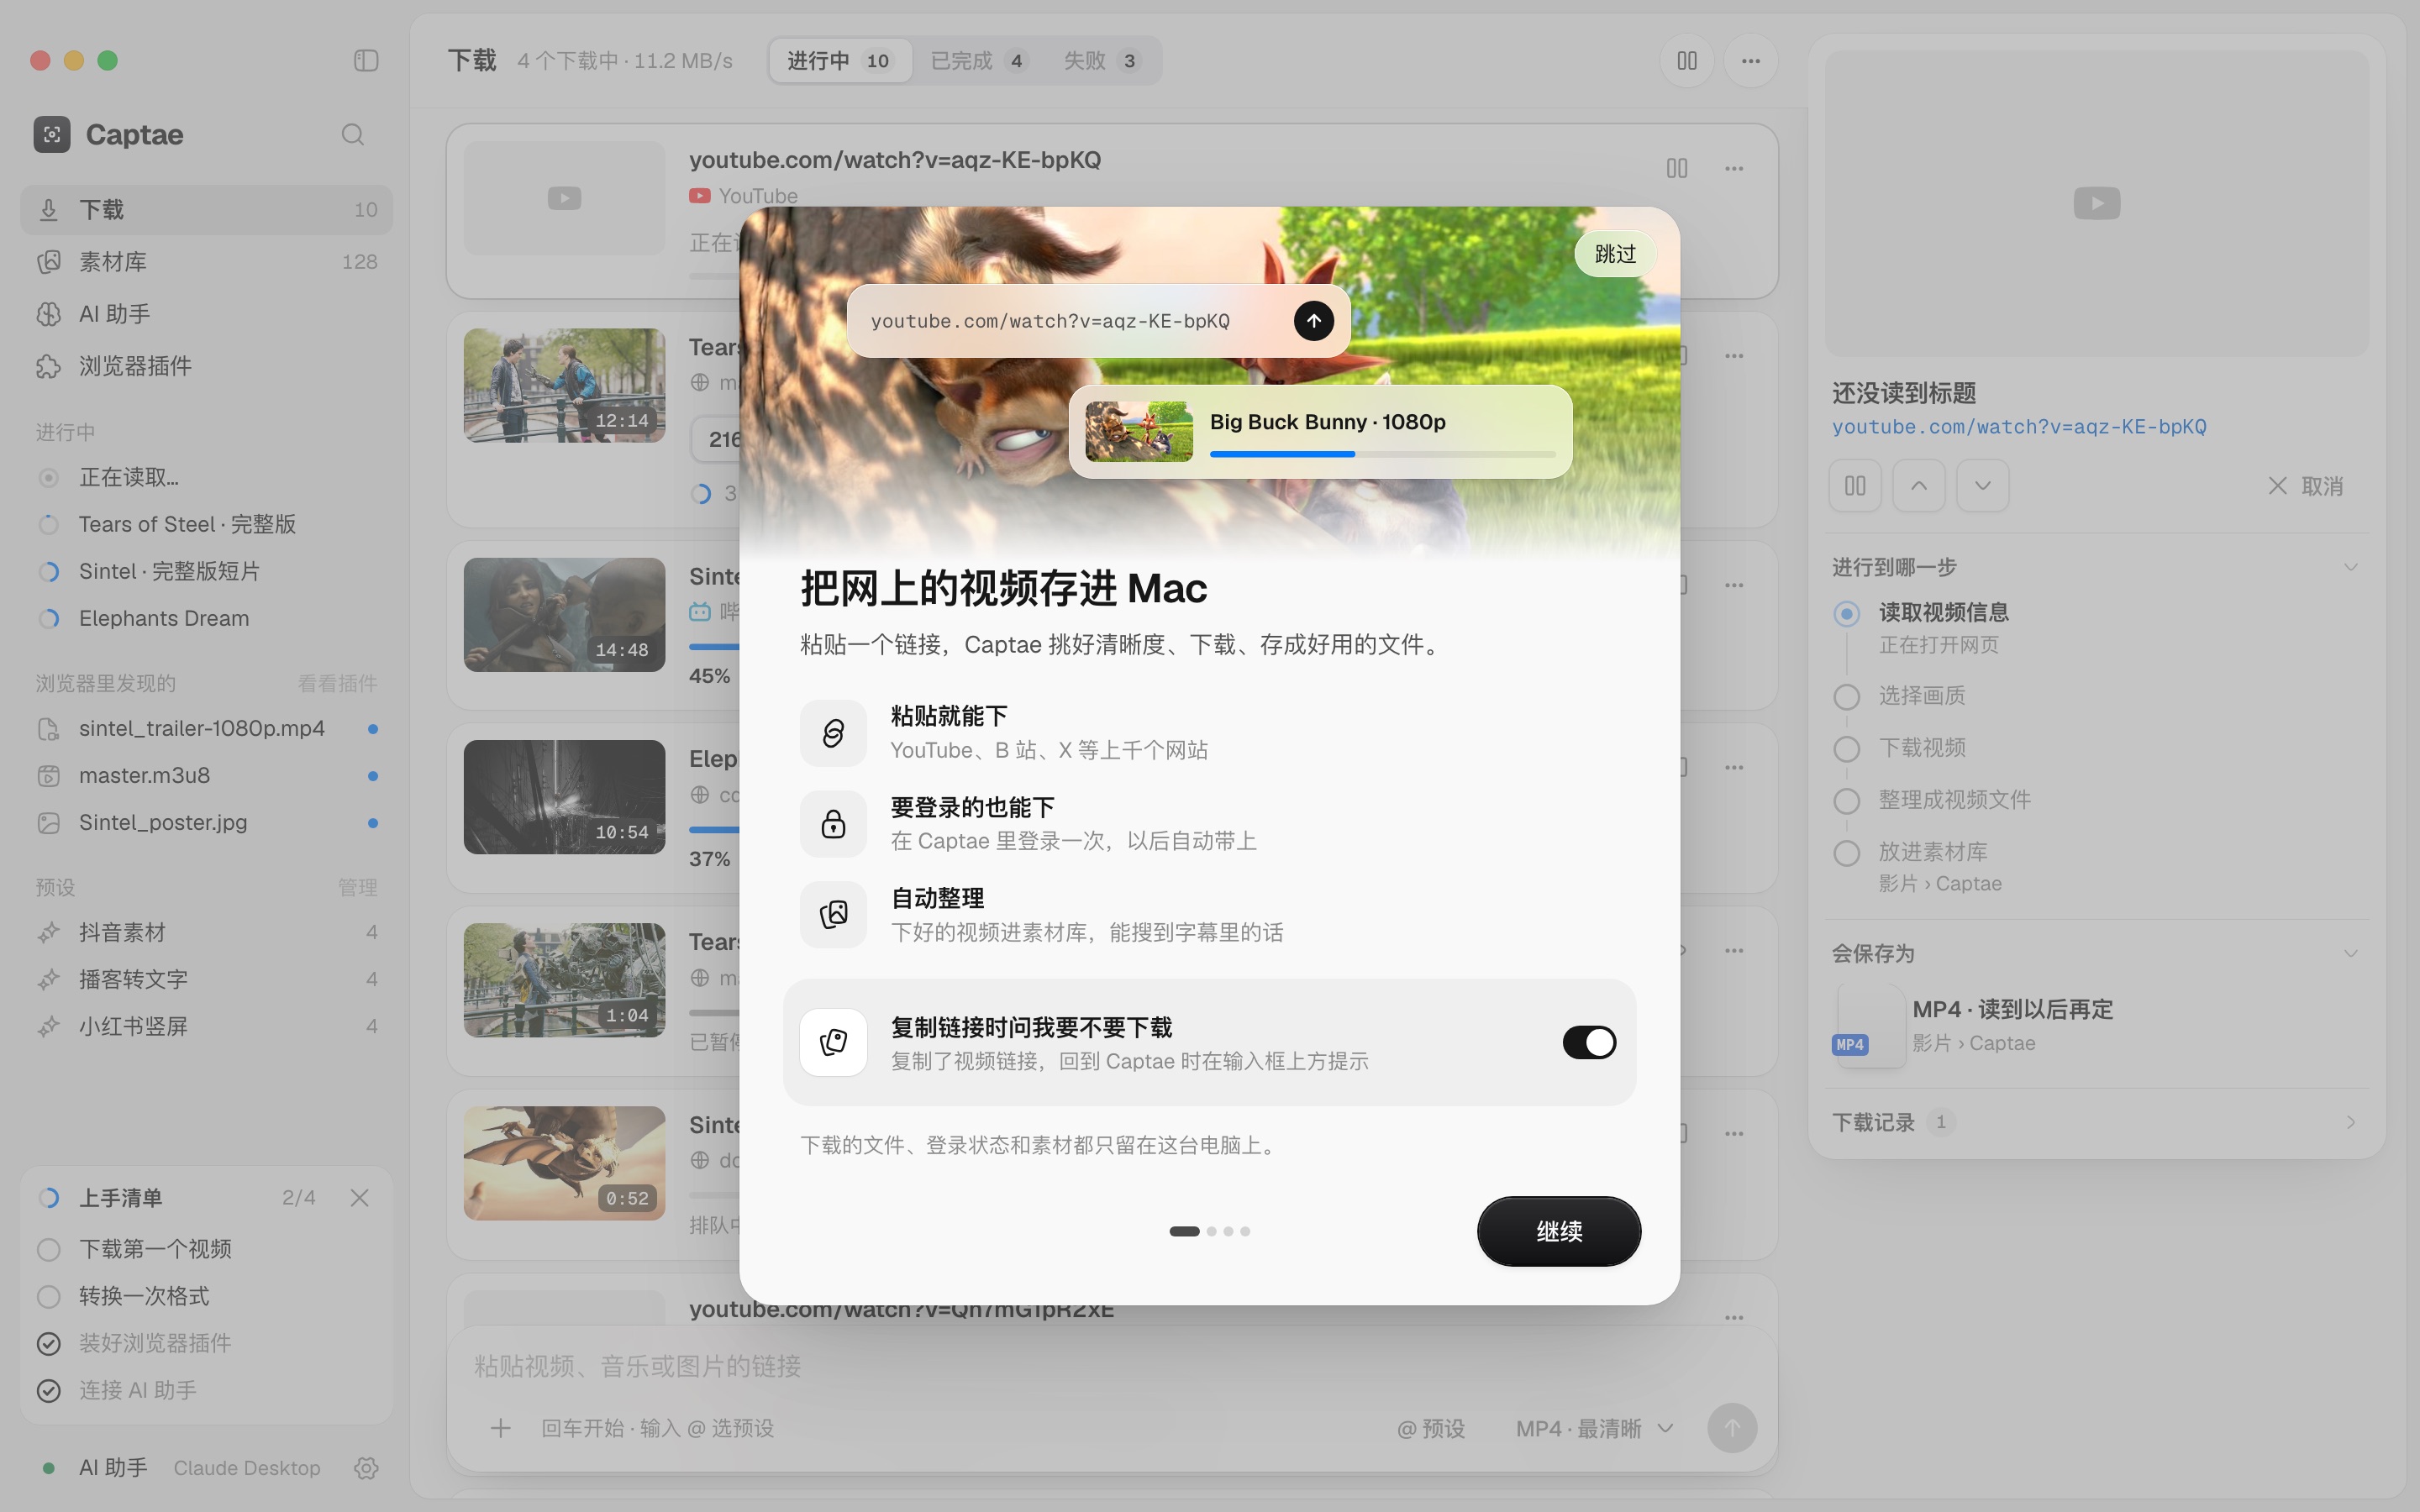 Captae
下载 10
素材库 128
AI 助手
浏览器插件
进行中
正在读取...
Tears of Steel · 完整版
Sintel · 完整版短片
Elephants Dream
浏览器里发现的 看看插件
sintel_trailer-1080p.mp4
master.m3u8
Sintel_poster.jpg
预设 管理
抖音素材 4
播客转文字 4
小红书竖屏 4
上手清单 2/4
下载第一个视频
转换一次格式
装好浏览器插件
连接 AI 助手
AI 助手 Claude Desktop
下载 4 个下载中 · 11.2 MB/s 进行中 10 已完成 4 失败 3
youtube.com/watch?v=aqz-KE-bpKQ
YouTube
正在
Tears
12:14
216
3
Sinte
哔
14:48
45%
Elep
10:54
37%
Tears
1:04
已暂停
Sinte
0:52
排队中
youtube.com/watch?v=Qh7mG1pR2xE
粘贴视频、音乐或图片的链接
回车开始 · 输入 @ 选预设 @ 预设 MP4 · 最清晰
跳过
youtube.com/watch?v=aqz-KE-bpKQ
Big Buck Bunny · 1080p
把网上的视频存进 Mac
粘贴一个链接，Captae 挑好清晰度、下载、存成好用的文件。
粘贴就能下
YouTube、B 站、X 等上千个网站
要登录的也能下
在 Captae 里登录一次，以后自动带上
自动整理
下好的视频进素材库，能搜到字幕里的话
复制链接时问我要不要下载
复制了视频链接，回到 Captae 时在输入框上方提示
下载的文件、登录状态和素材都只留在这台电脑上。
继续
还没读到标题
youtube.com/watch?v=aqz-KE-bpKQ
取消
进行到哪一步
读取视频信息
正在打开网页
选择画质
下载视频
整理成视频文件
放进素材库
影片 › Captae
会保存为
MP4 · 读到以后再定
MP4
影片 › Captae
下载记录 1